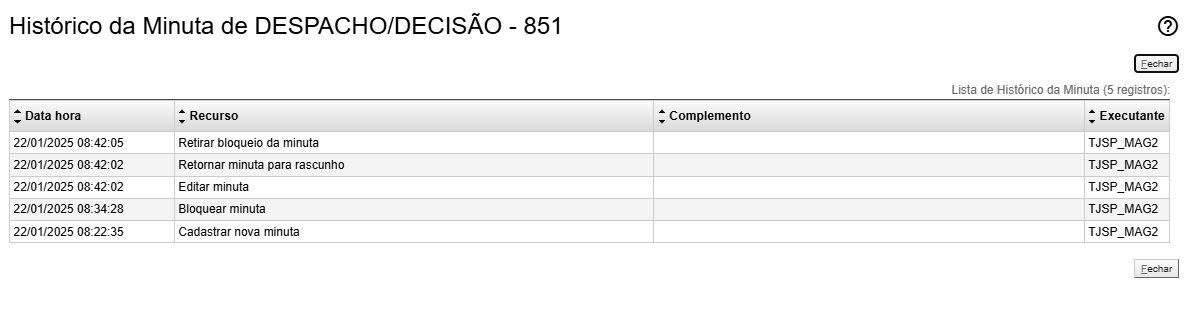 Histórico da Minuta de DESPACHO/DECISÃO - 851
Fechar
Lista de Histórico da Minuta (5 registros):
Data hora Recurso Complemento Executante
22/01/2025 08:42:05 Retirar bloqueio da minuta TJSP_MAG2
22/01/2025 08:42:02 Retornar minuta para rascunho TJSP_MAG2
22/01/2025 08:42:02 Editar minuta TJSP_MAG2
22/01/2025 08:34:28 Bloquear minuta TJSP_MAG2
22/01/2025 08:22:35 Cadastrar nova minuta TJSP_MAG2
Fechar